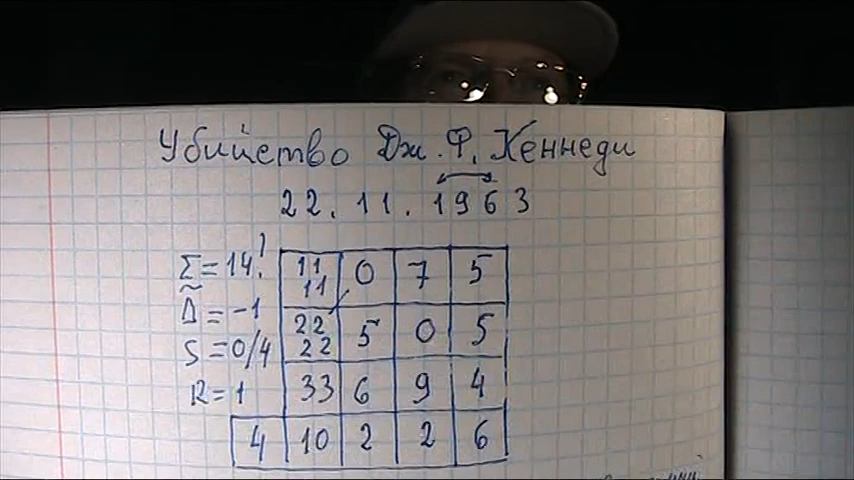 Убийство Дж. Ф. Кеннеди
22. 11. 1963
Σ = 14!
Δ̃ = -1
S = 0/4
R = 1
11 11 0 7 5
22 22 5 0 5
33 6 9 4
4 10 2 2 6